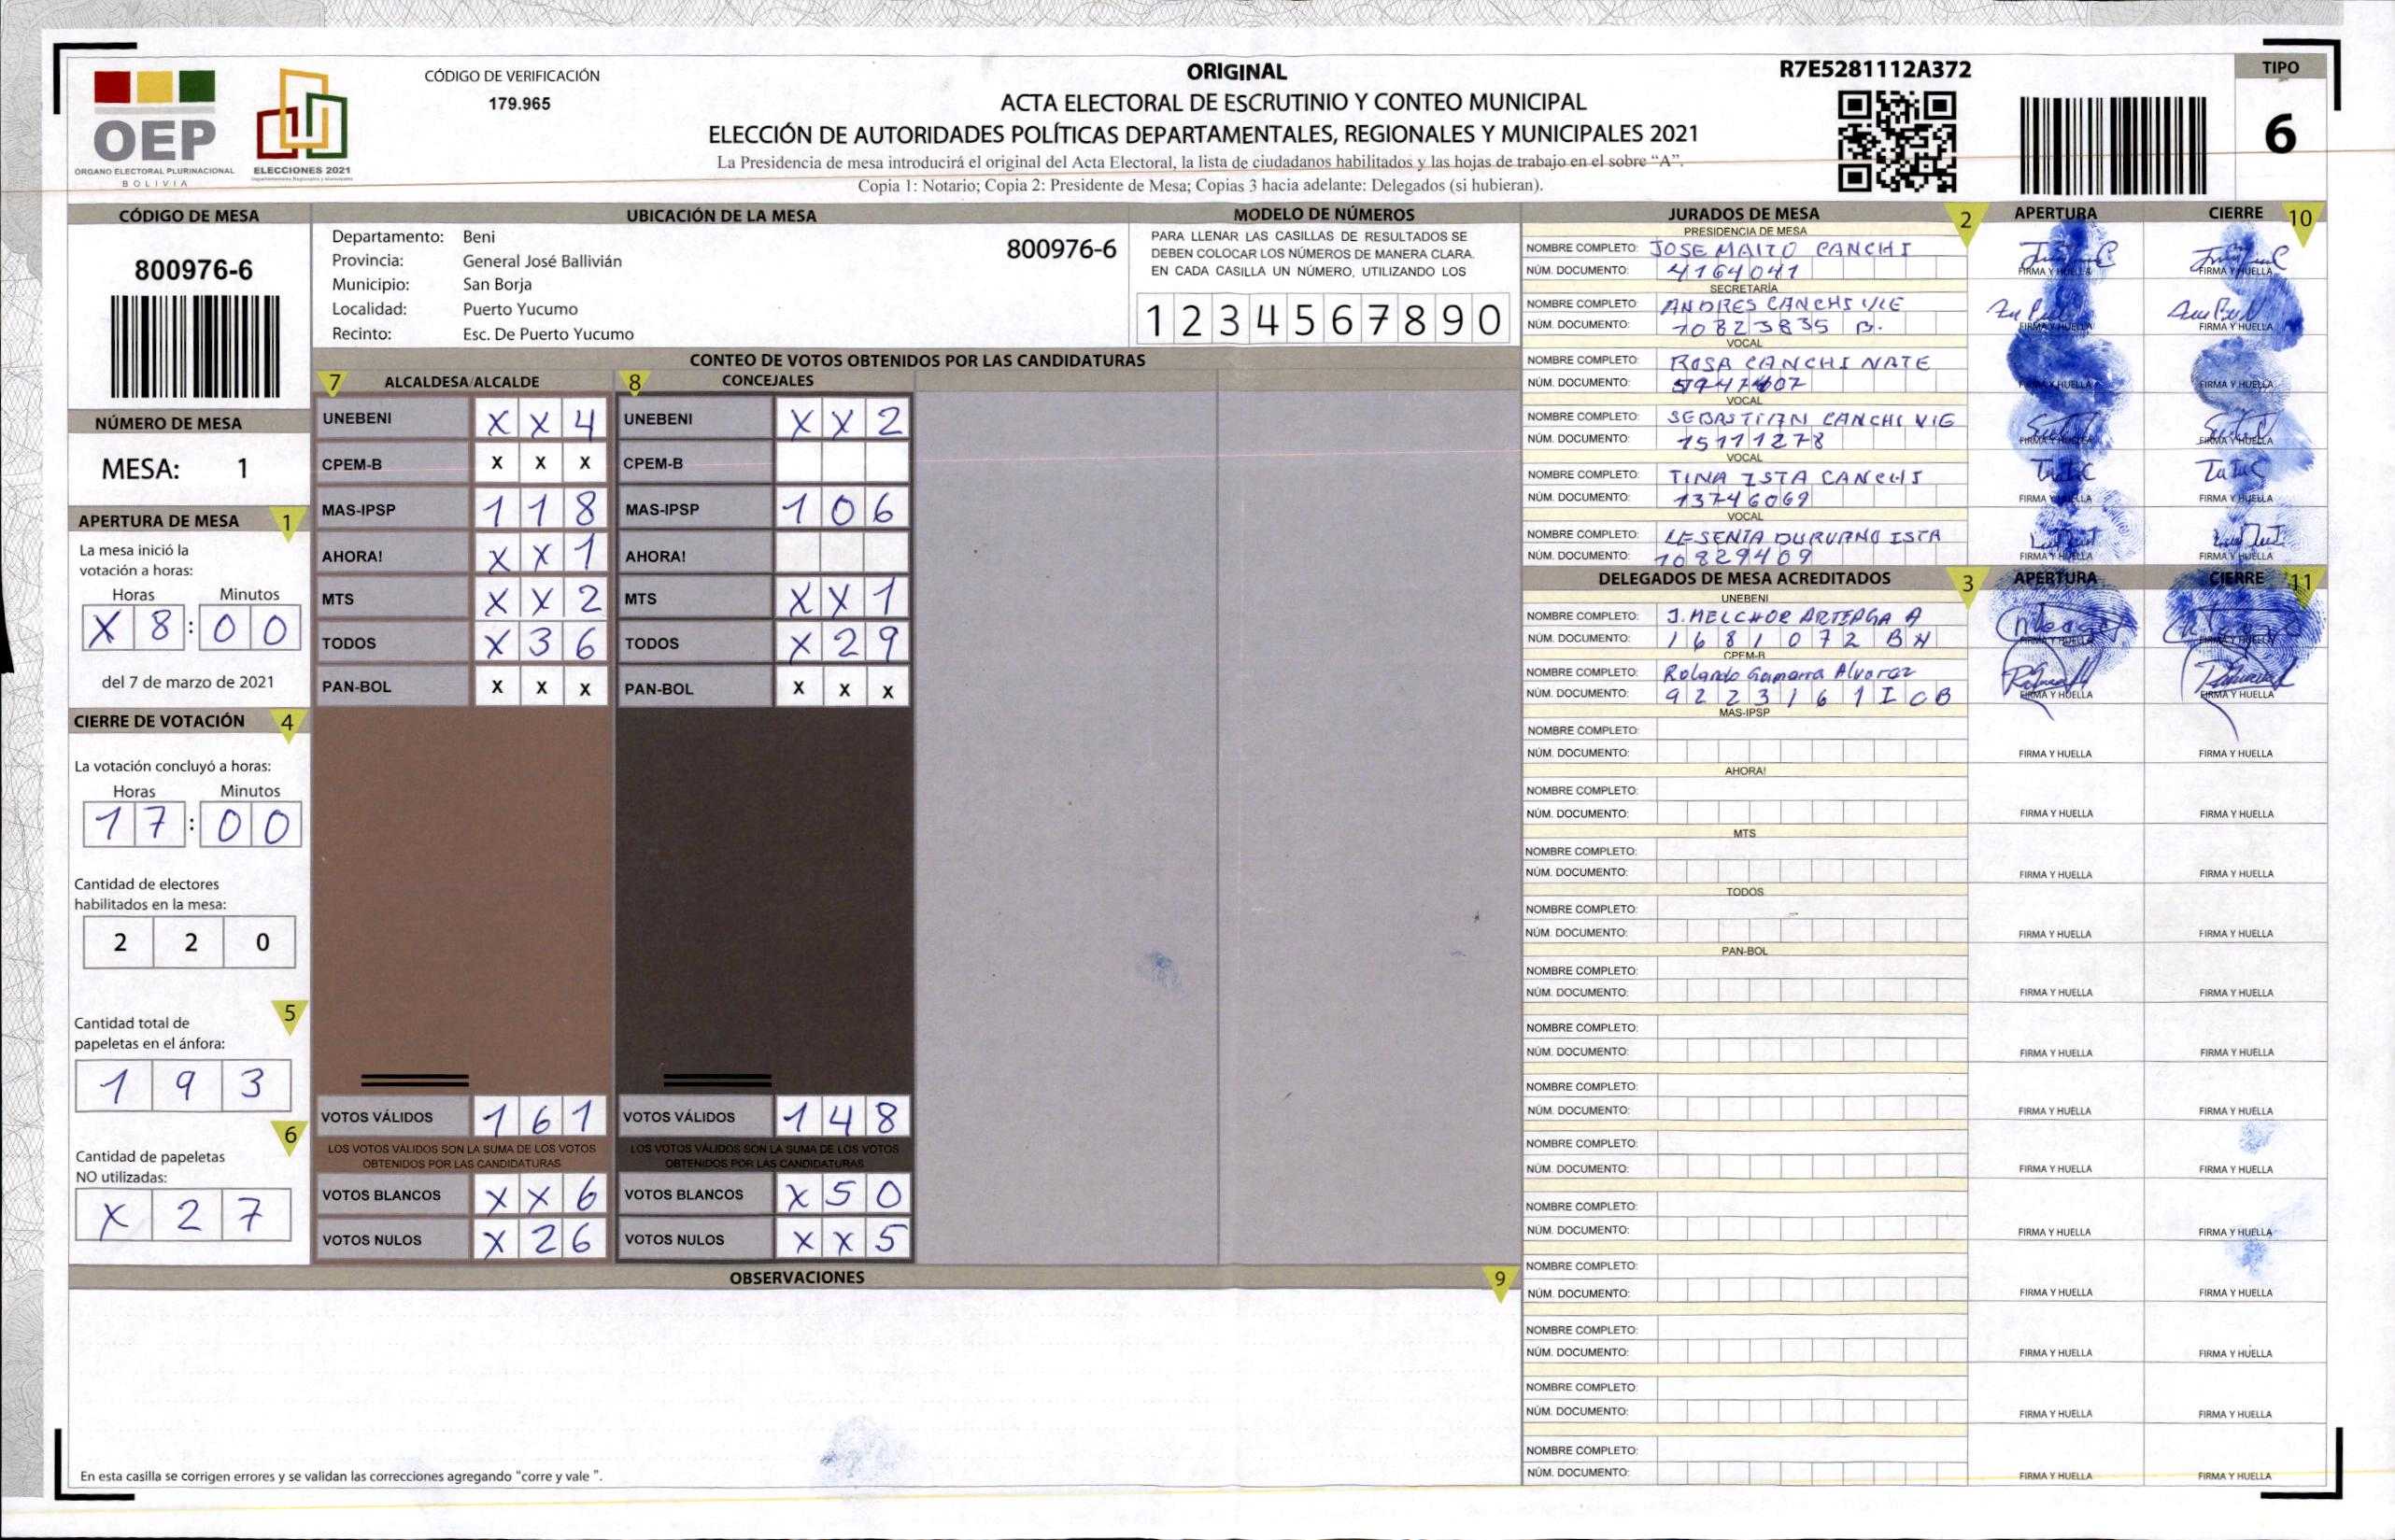 OEP
ÓRGANO ELECTORAL PLURINACIONAL
BOLIVIA
ELECCIONES 2021
CÓDIGO DE VERIFICACIÓN
179.965
ORIGINAL
ACTA ELECTORAL DE ESCRUTINIO Y CONTEO MUNICIPAL
ELECCIÓN DE AUTORIDADES POLÍTICAS DEPARTAMENTALES, REGIONALES Y MUNICIPALES 2021
La Presidencia de mesa introducirá el original del Acta Electoral, la lista de ciudadanos habilitados y las hojas de trabajo en el sobre “A”.
Copia 1: Notario; Copia 2: Presidente de Mesa; Copias 3 hacia adelante: Delegados (si hubieran).
R7E5281112A372
TIPO
6
CÓDIGO DE MESA
800976-6
NÚMERO DE MESA
MESA: 1
APERTURA DE MESA 1
La mesa inició la
votación a horas:
Horas Minutos
X 8 : 0 0
del 7 de marzo de 2021
CIERRE DE VOTACIÓN 4
La votación concluyó a horas:
Horas Minutos
1 7 : 0 0
Cantidad de electores
habilitados en la mesa:
2 2 0
5
Cantidad total de
papeletas en el ánfora:
1 9 3
6
Cantidad de papeletas
NO utilizadas:
X 2 7
UBICACIÓN DE LA MESA
Departamento: Beni
800976-6
Provincia: General José Ballivián
Municipio: San Borja
Localidad: Puerto Yucumo
Recinto: Esc. De Puerto Yucumo
MODELO DE NÚMEROS
PARA LLENAR LAS CASILLAS DE RESULTADOS SE
DEBEN COLOCAR LOS NÚMEROS DE MANERA CLARA.
EN CADA CASILLA UN NÚMERO, UTILIZANDO LOS
1 2 3 4 5 6 7 8 9 0
CONTEO DE VOTOS OBTENIDOS POR LAS CANDIDATURAS
7 ALCALDESA/ALCALDE 8 CONCEJALES
UNEBENI X X 4 UNEBENI X X 2
CPEM-B X X X CPEM-B
MAS-IPSP 1 1 8 MAS-IPSP 1 0 6
AHORA! X X 1 AHORA!
MTS X X 2 MTS X X 1
TODOS X 3 6 TODOS X 2 9
PAN-BOL X X X PAN-BOL X X X
VOTOS VÁLIDOS 1 6 1 VOTOS VÁLIDOS 1 4 8
LOS VOTOS VÁLIDOS SON LA SUMA DE LOS VOTOS LOS VOTOS VÁLIDOS SON LA SUMA DE LOS VOTOS
OBTENIDOS POR LAS CANDIDATURAS OBTENIDOS POR LAS CANDIDATURAS
VOTOS BLANCOS X X 6 VOTOS BLANCOS X 5 0
VOTOS NULOS X 2 6 VOTOS NULOS X X 5
OBSERVACIONES 9
En esta casilla se corrigen errores y se validan las correcciones agregando "corre y vale ".
JURADOS DE MESA 2 APERTURA CIERRE 10
PRESIDENCIA DE MESA
NOMBRE COMPLETO: JOSE MAITO CANCHI
NÚM. DOCUMENTO: 4164041 FIRMA Y HUELLA FIRMA Y HUELLA
SECRETARÍA
NOMBRE COMPLETO: ANDRES CANCHI VIE
NÚM. DOCUMENTO: 10823835 B. FIRMA Y HUELLA FIRMA Y HUELLA
VOCAL
NOMBRE COMPLETO: ROSA CANCHI NATE
NÚM. DOCUMENTO: FIRMA Y HUELLA FIRMA Y HUELLA
VOCAL
NOMBRE COMPLETO: SEBASTIAN CANCHI VIE
NÚM. DOCUMENTO: 15111278 FIRMA Y HUELLA FIRMA Y HUELLA
VOCAL
NOMBRE COMPLETO: TINA ISTA CANCHI
NÚM. DOCUMENTO: 13746069 FIRMA Y HUELLA FIRMA Y HUELLA
VOCAL
NOMBRE COMPLETO: LESENIA DURVANO ISTA
NÚM. DOCUMENTO: 10829409 FIRMA Y HUELLA FIRMA Y HUELLA
DELEGADOS DE MESA ACREDITADOS 3 APERTURA CIERRE 11
UNEBENI
NOMBRE COMPLETO: J. MELCHOR ARTEAGA A
NÚM. DOCUMENTO: 1681072 BN FIRMA Y HUELLA FIRMA Y HUELLA
CPEM-B
NOMBRE COMPLETO: Rolando Gamarra Alvarez
NÚM. DOCUMENTO: 9223161 I CB FIRMA Y HUELLA FIRMA Y HUELLA
MAS-IPSP
NOMBRE COMPLETO:
NÚM. DOCUMENTO: FIRMA Y HUELLA FIRMA Y HUELLA
AHORA!
NOMBRE COMPLETO:
NÚM. DOCUMENTO: FIRMA Y HUELLA FIRMA Y HUELLA
MTS
NOMBRE COMPLETO:
NÚM. DOCUMENTO: FIRMA Y HUELLA FIRMA Y HUELLA
TODOS
NOMBRE COMPLETO:
NÚM. DOCUMENTO: FIRMA Y HUELLA FIRMA Y HUELLA
PAN-BOL
NOMBRE COMPLETO:
NÚM. DOCUMENTO: FIRMA Y HUELLA FIRMA Y HUELLA
NOMBRE COMPLETO:
NÚM. DOCUMENTO: FIRMA Y HUELLA FIRMA Y HUELLA
NOMBRE COMPLETO:
NÚM. DOCUMENTO: FIRMA Y HUELLA FIRMA Y HUELLA
NOMBRE COMPLETO:
NÚM. DOCUMENTO: FIRMA Y HUELLA FIRMA Y HUELLA
NOMBRE COMPLETO:
NÚM. DOCUMENTO: FIRMA Y HUELLA FIRMA Y HUELLA
NOMBRE COMPLETO:
NÚM. DOCUMENTO: FIRMA Y HUELLA FIRMA Y HUELLA
NOMBRE COMPLETO:
NÚM. DOCUMENTO: FIRMA Y HUELLA FIRMA Y HUELLA
NOMBRE COMPLETO:
NÚM. DOCUMENTO: FIRMA Y HUELLA FIRMA Y HUELLA
NOMBRE COMPLETO:
NÚM. DOCUMENTO: FIRMA Y HUELLA FIRMA Y HUELLA